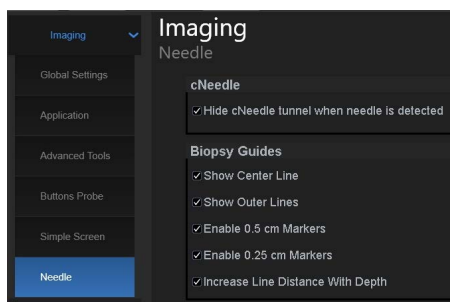 Imaging
Global Settings
Application
Advanced Tools
Buttons Probe
Simple Screen
Needle
Imaging
Needle
cNeedle
Hide cNeedle tunnel when needle is detected
Biopsy Guides
Show Center Line
Show Outer Lines
Enable 0.5 cm Markers
Enable 0.25 cm Markers
Increase Line Distance With Depth